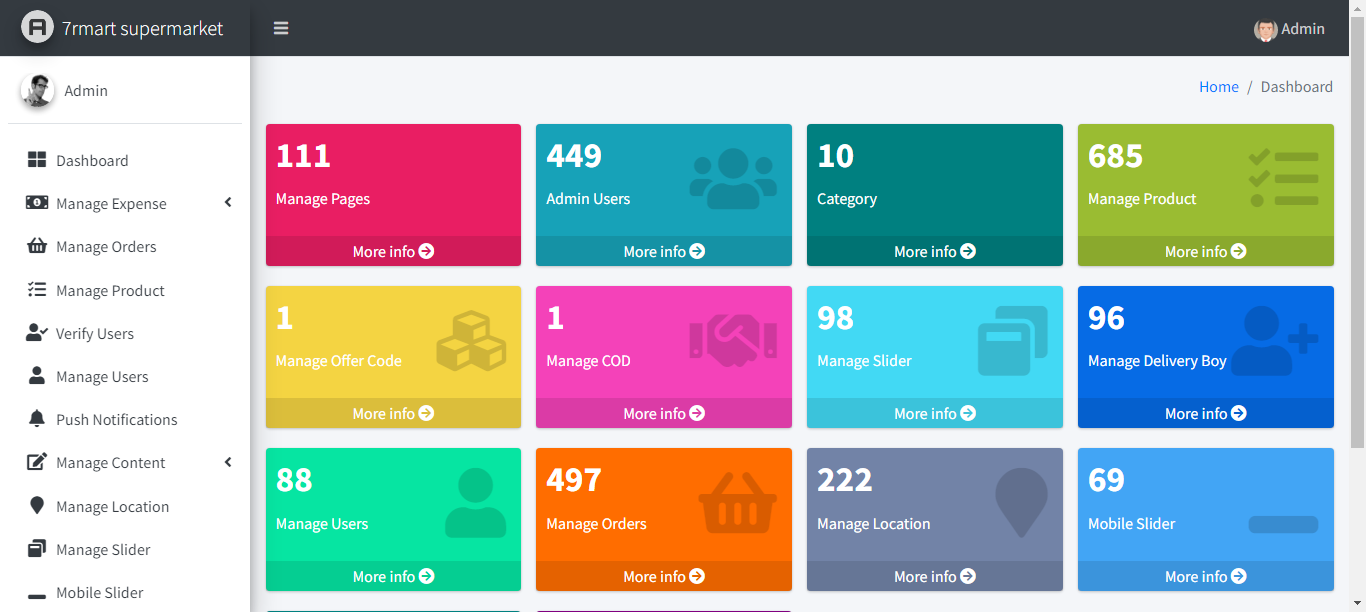 7rmart supermarket
Admin
Admin
Home / Dashboard
Dashboard
Manage Expense
Manage Orders
Manage Product
Verify Users
Manage Users
Push Notifications
Manage Content
Manage Location
Manage Slider
Mobile Slider
111
Manage Pages
More info
449
Admin Users
More info
10
Category
More info
685
Manage Product
More info
1
Manage Offer Code
More info
1
Manage COD
More info
98
Manage Slider
More info
96
Manage Delivery Boy
More info
88
Manage Users
More info
497
Manage Orders
More info
222
Manage Location
More info
69
Mobile Slider
More info